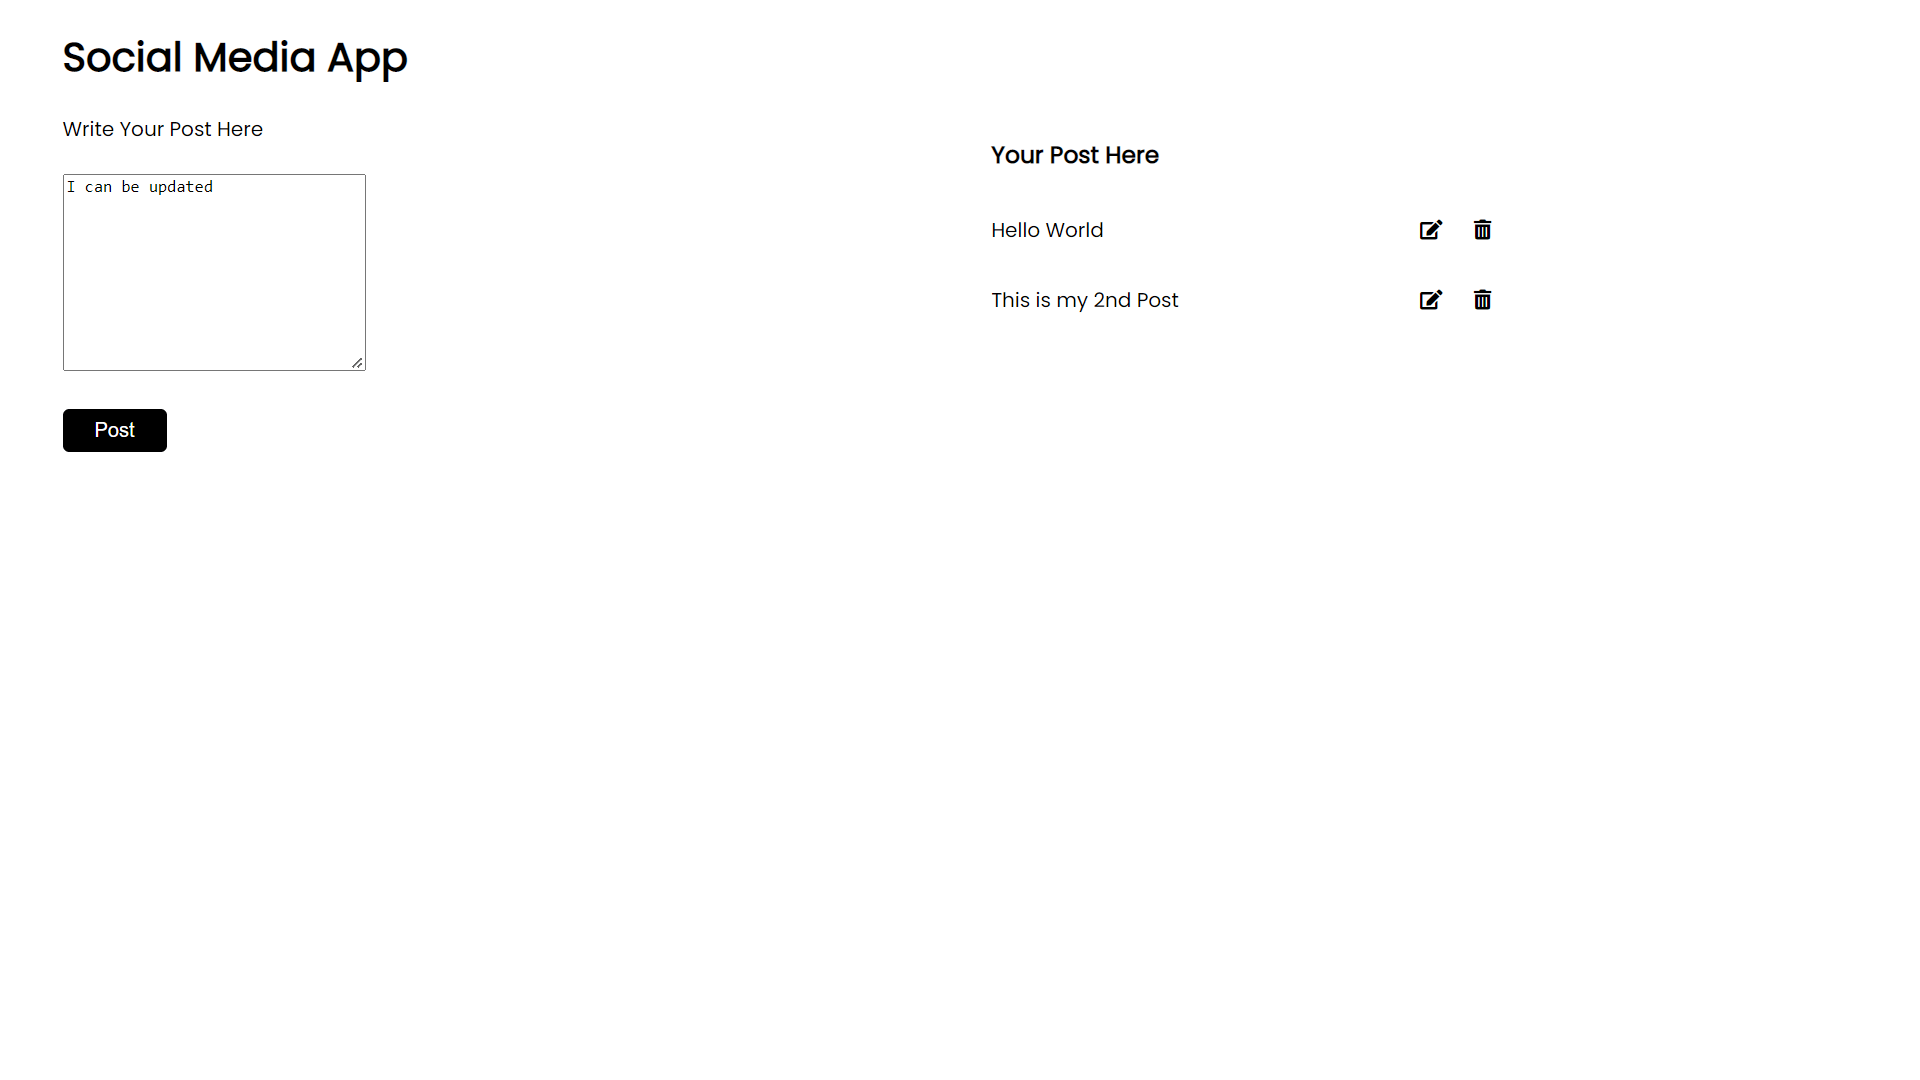 Social Media App
Write Your Post Here
I can be updated
Post
Your Post Here
Hello World
This is my 2nd Post